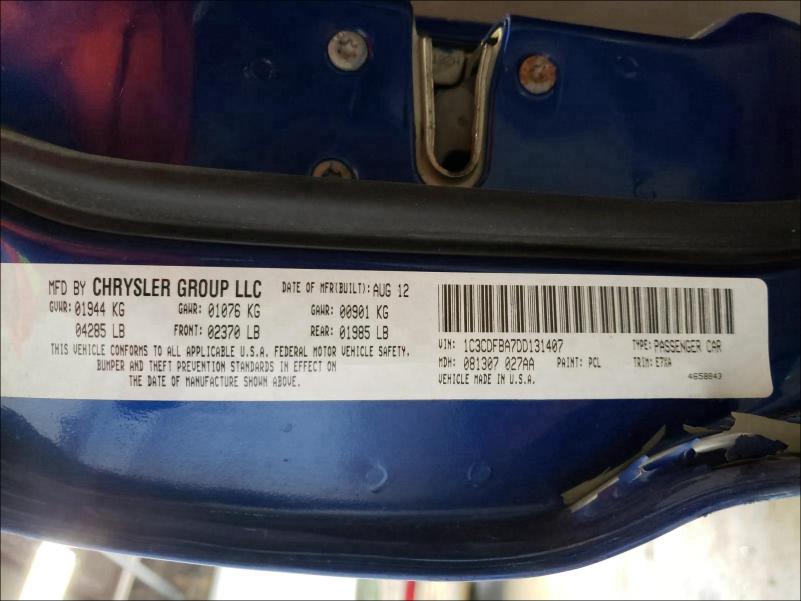 MFD BY CHRYSLER GROUP LLC DATE OF MFR(BUILT): AUG 12
GVWR: 01944 KG GAWR: 01076 KG GAWR: 00901 KG
04285 LB FRONT: 02370 LB REAR: 01985 LB
THIS VEHICLE CONFORMS TO ALL APPLICABLE U.S.A. FEDERAL MOTOR VEHICLE SAFETY,
BUMPER AND THEFT PREVENTION STANDARDS IN EFFECT ON
THE DATE OF MANUFACTURE SHOWN ABOVE.
VIN: 1C3CDFBA7DD131407 TYPE: PASSENGER CAR
MDH: 081307 027AA PAINT: PCL TRIM: E7XA
VEHICLE MADE IN U.S.A. 4658843